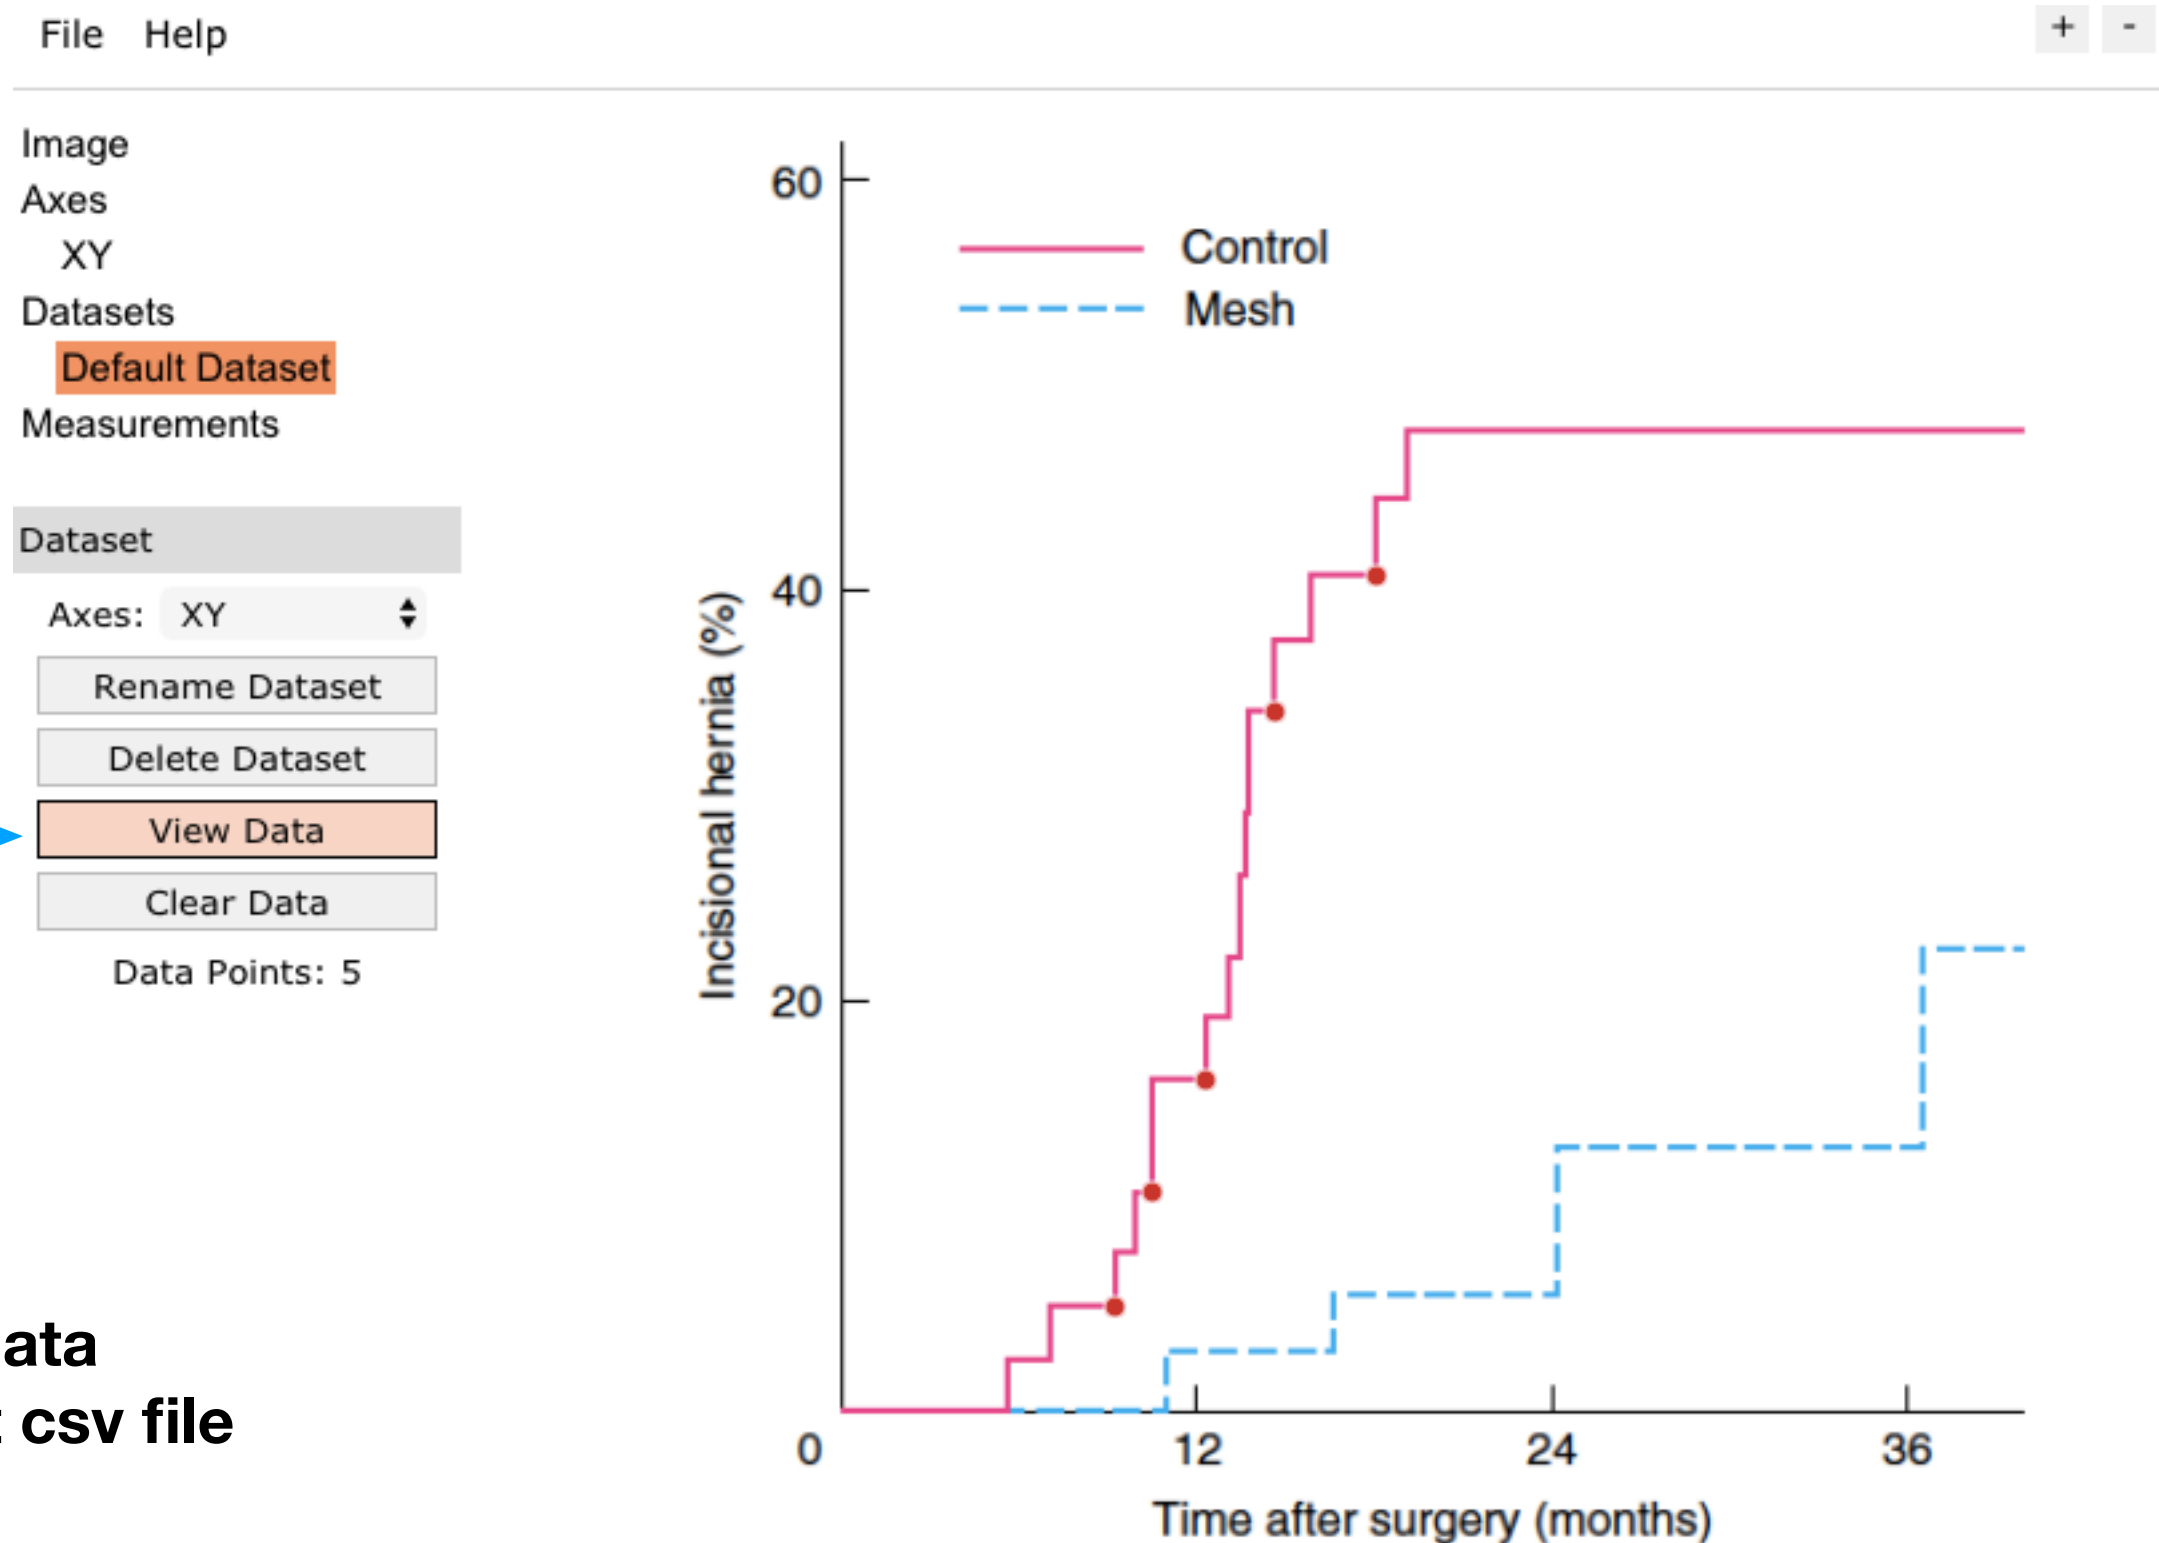 File Help
+ -
Image
Axes
XY
Datasets
Default Dataset
Measurements
Dataset
Axes: XY
Rename Dataset
Delete Dataset
View Data
Clear Data
Data Points: 5
csv file
60
40
20
0
12
24
36
Control
Mesh
Incisional hernia (%)
Time after surgery (months)